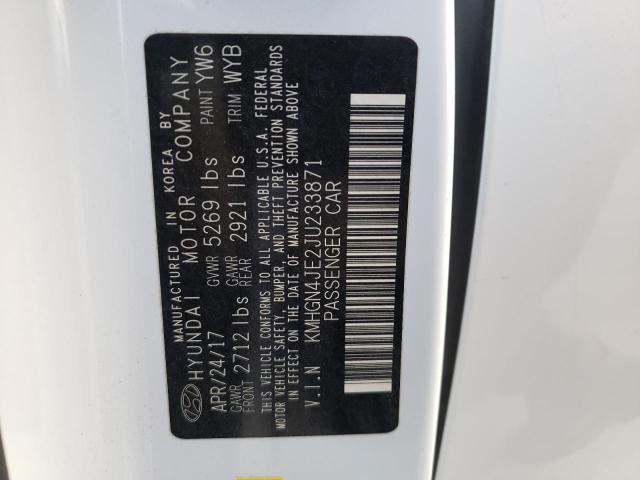 MANUFACTURED IN KOREA BY
HYUNDAI MOTOR COMPANY
APR/24/17 GVWR 5269 lbs PAINT YW6
GAWR FRONT 2712 lbs GAWR REAR 2921 lbs TRIM WYB
THIS VEHICLE CONFORMS TO ALL APPLICABLE U.S.A. FEDERAL
MOTOR VEHICLE SAFETY, BUMPER, AND THEFT PREVENTION STANDARDS
IN EFFECT ON THE DATE OF MANUFACTURE SHOWN ABOVE
V.I.N KMHGN4JE2JU233871
PASSENGER CAR